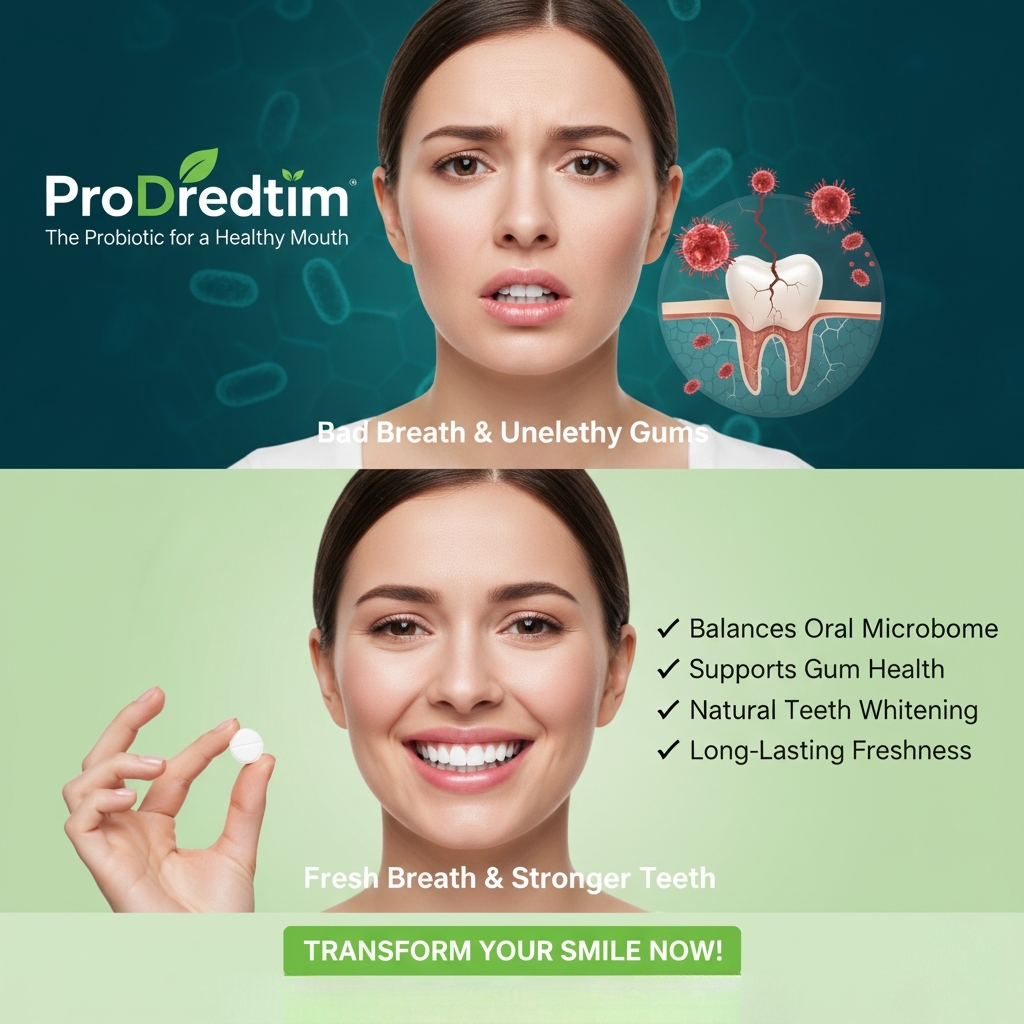 ProDredtim
The Probiotic for a Healthy Mouth
Bad Breath & Unelethy Gums
✓ Balances Oral Microbome
✓ Supports Gum Health
✓ Natural Teeth Whitening
✓ Long-Lasting Freshness
Fresh Breath & Stronger Teeth
TRANSFORM YOUR SMILE NOW!